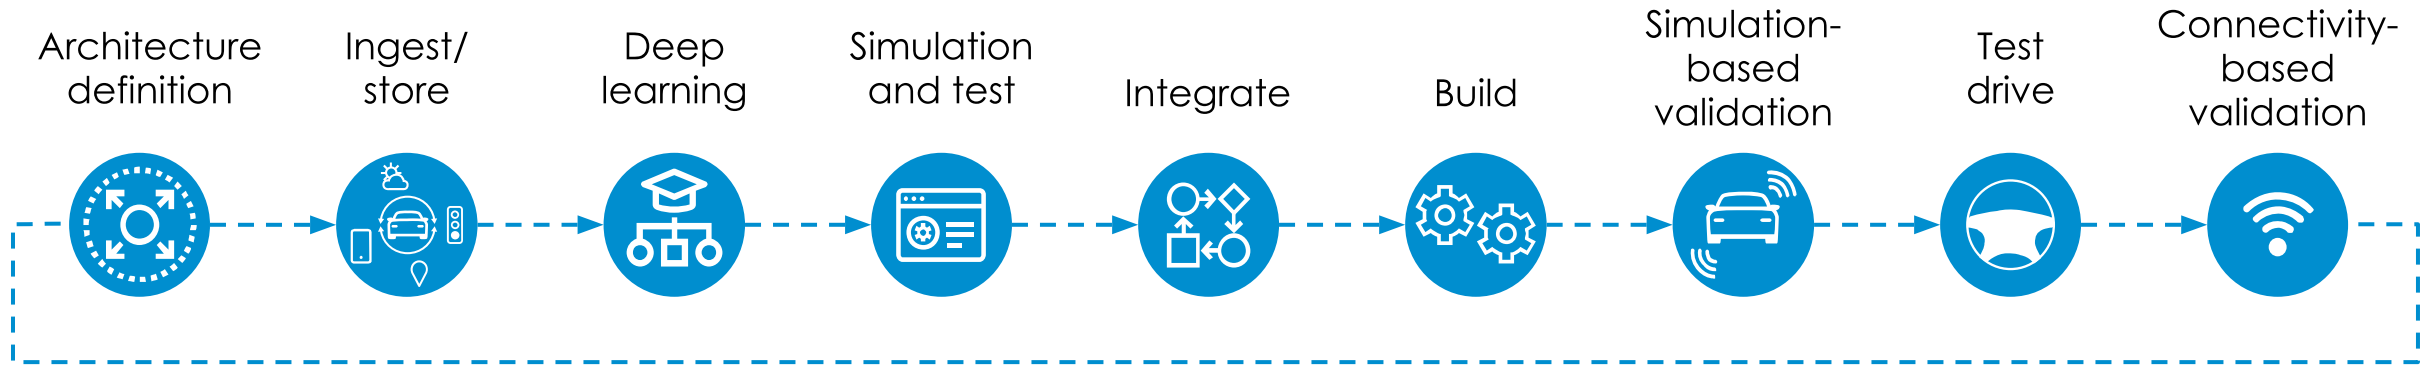 Architecture
definition
Ingest/
store
Deep
learning
Simulation
and test
Integrate
Build
Simulation-
based
validation
Test
drive
Connectivity-
based
validation